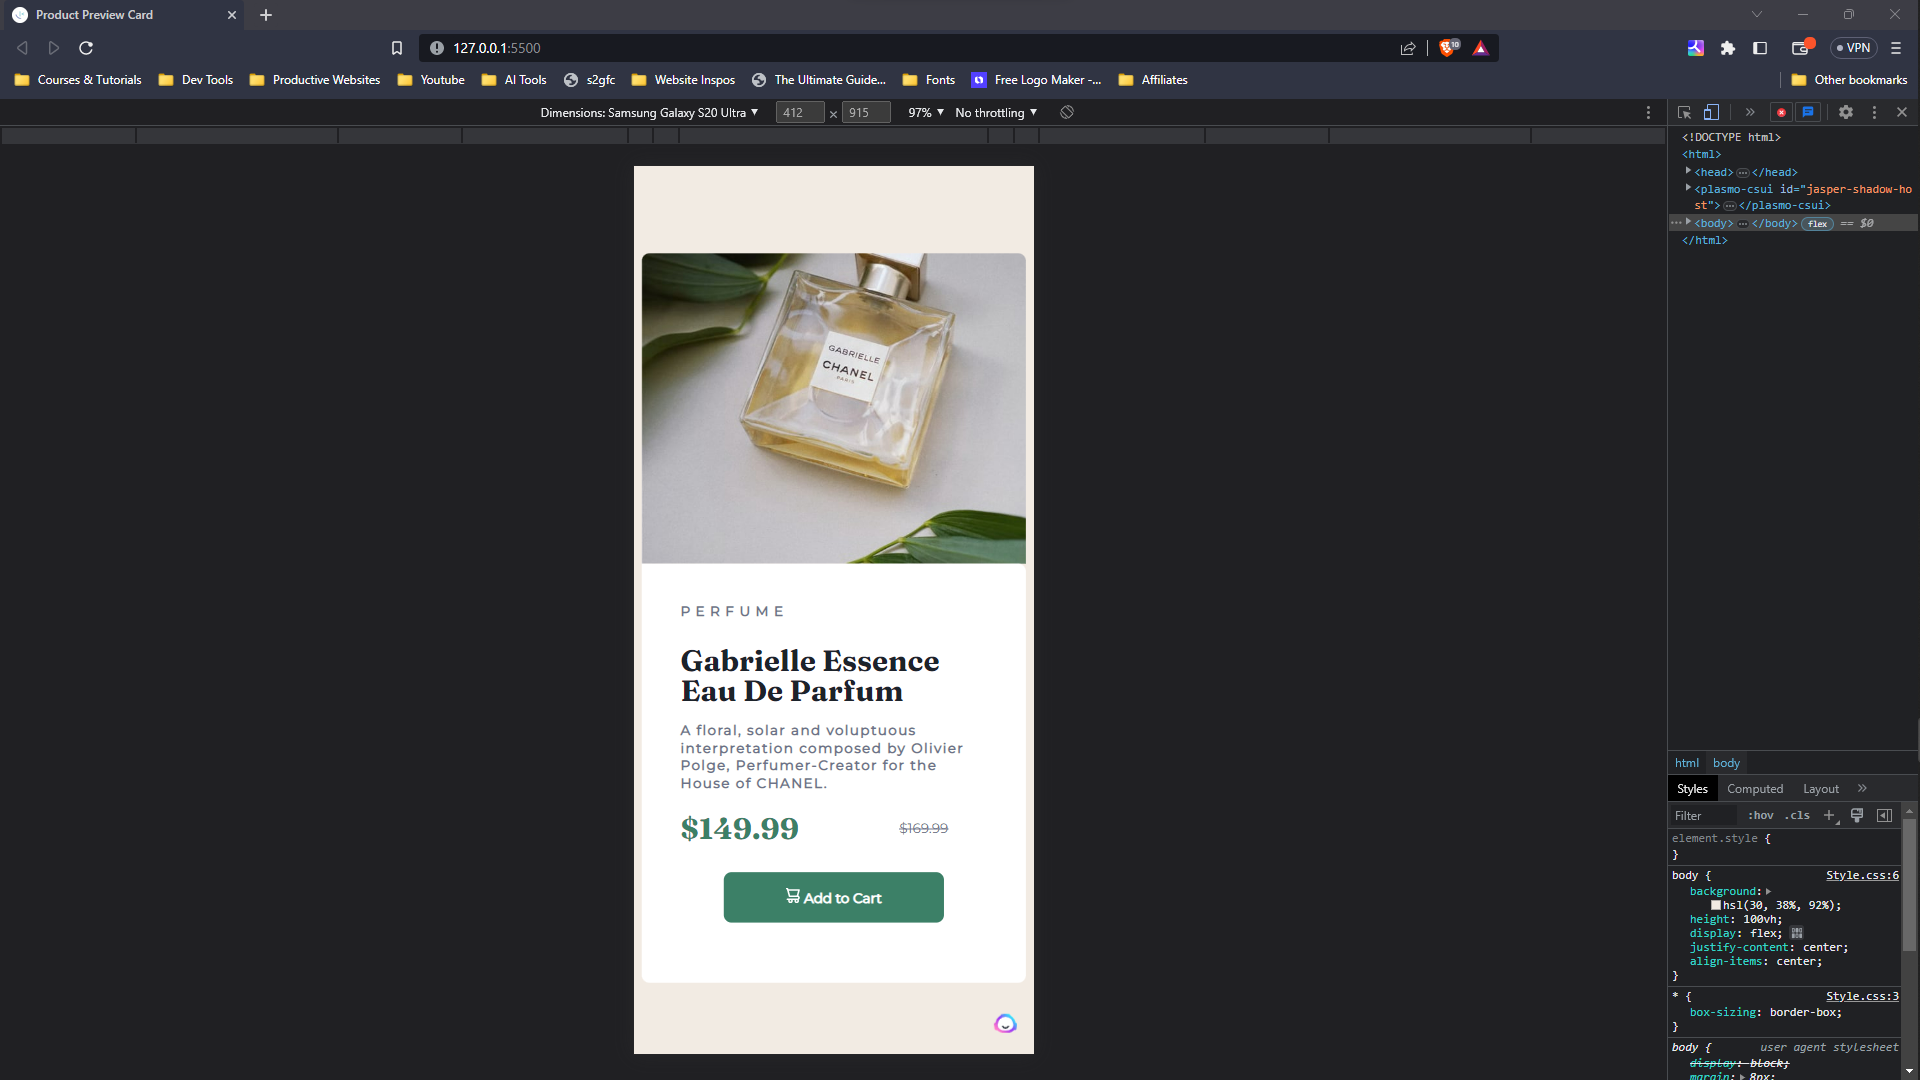 Product Preview Card
127.0.0.1:5500
10
VPN
Courses & Tutorials
Dev Tools
Productive Websites
Youtube
AI Tools
s2gfc
Website Inspos
The Ultimate Guide...
Fonts
Free Logo Maker -...
Affiliates
Other bookmarks
Dimensions: Samsung Galaxy S20 Ultra
412 × 915
97%
No throttling
GABRIELLE
CHANEL
PARIS
PERFUME
Gabrielle Essence
Eau De Parfum
A floral, solar and voluptuous
interpretation composed by Olivier
Polge, Perfumer-Creator for the
House of CHANEL.
$149.99 $169.99
Add to Cart
<!DOCTYPE html>
<html>
<head>…</head>
<plasmo-csui id="jasper-shadow-ho
st">…</plasmo-csui>
<body>…</body> flex == $0
</html>
html body
Styles Computed Layout
Filter :hov .cls
element.style {
}
body { Style.css:6
background:
hsl(30, 38%, 92%);
height: 100vh;
display: flex;
justify-content: center;
align-items: center;
}
* { Style.css:3
box-sizing: border-box;
}
body { user agent stylesheet
display: block;
margin: 8px;